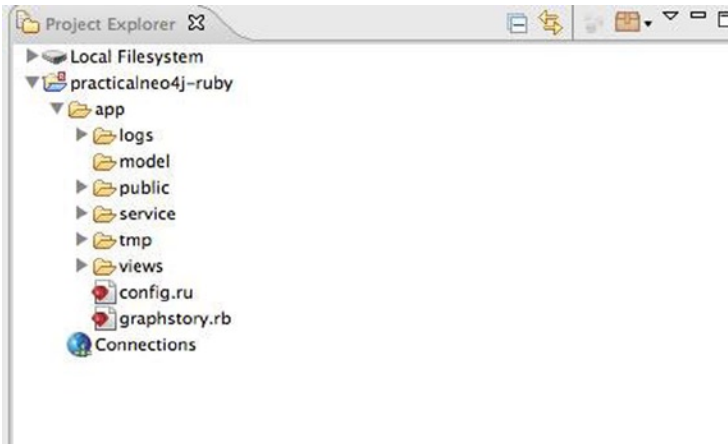 Project Explorer
Local Filesystem
practicalneo4j-ruby
app
logs
model
public
service
tmp
views
config.ru
graphstory.rb
Connections